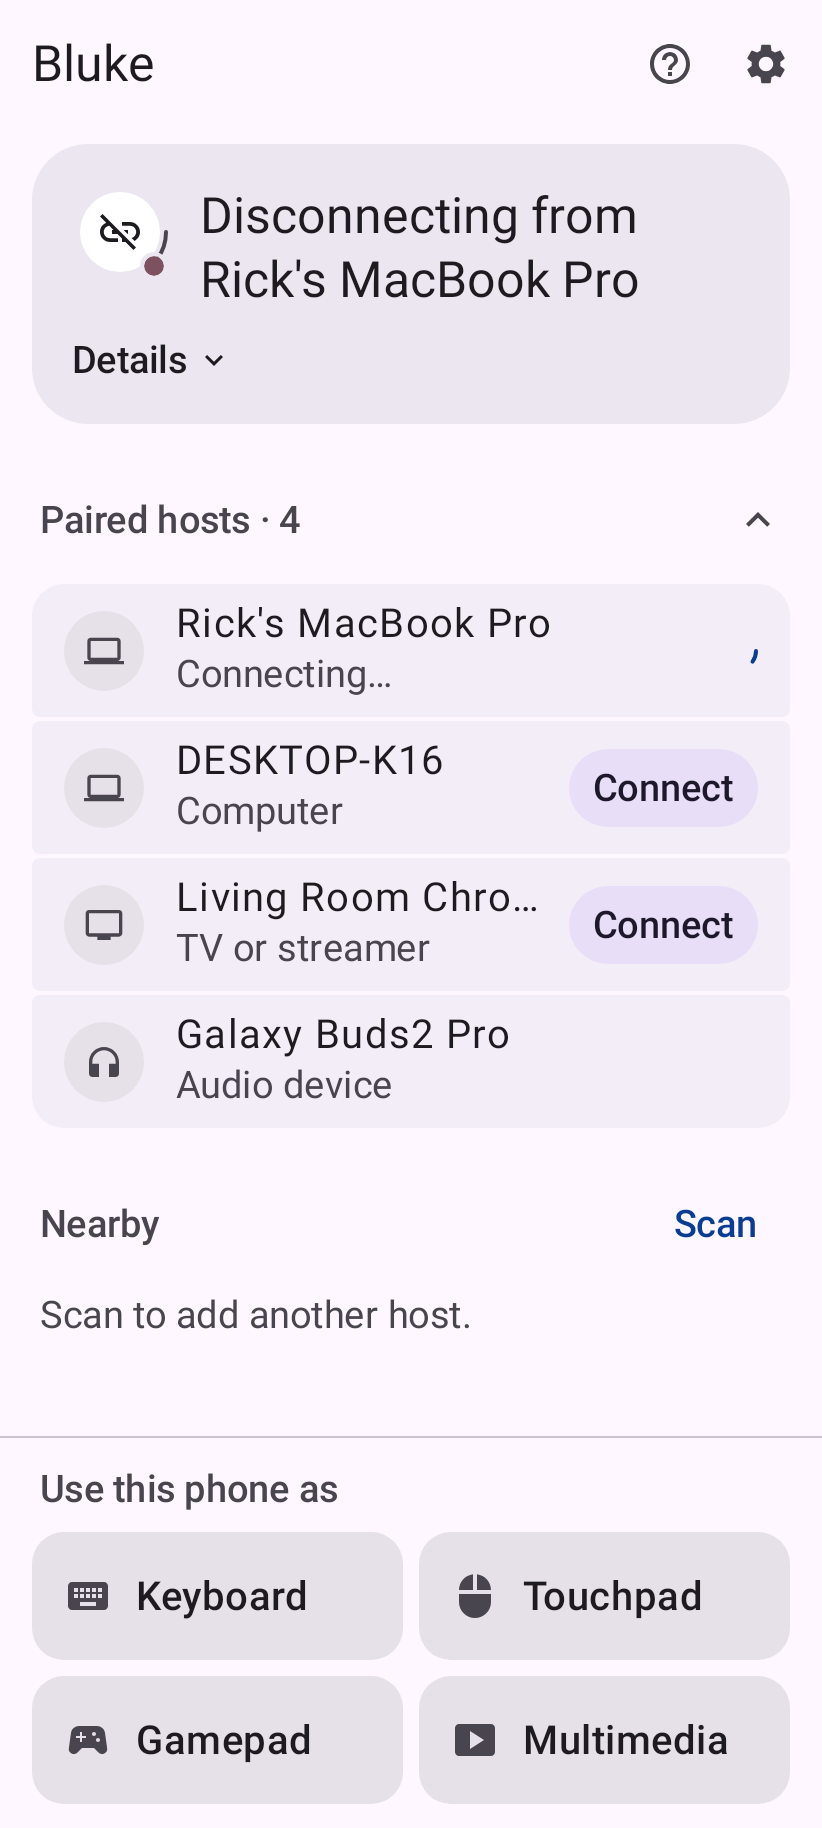 Bluke
Disconnecting from
Rick's MacBook Pro
Details
Paired hosts · 4
Rick's MacBook Pro
Connecting…
DESKTOP-K16
Computer
Connect
Living Room Chro…
TV or streamer
Connect
Galaxy Buds2 Pro
Audio device
Nearby
Scan
Scan to add another host.
Use this phone as
Keyboard
Touchpad
Gamepad
Multimedia